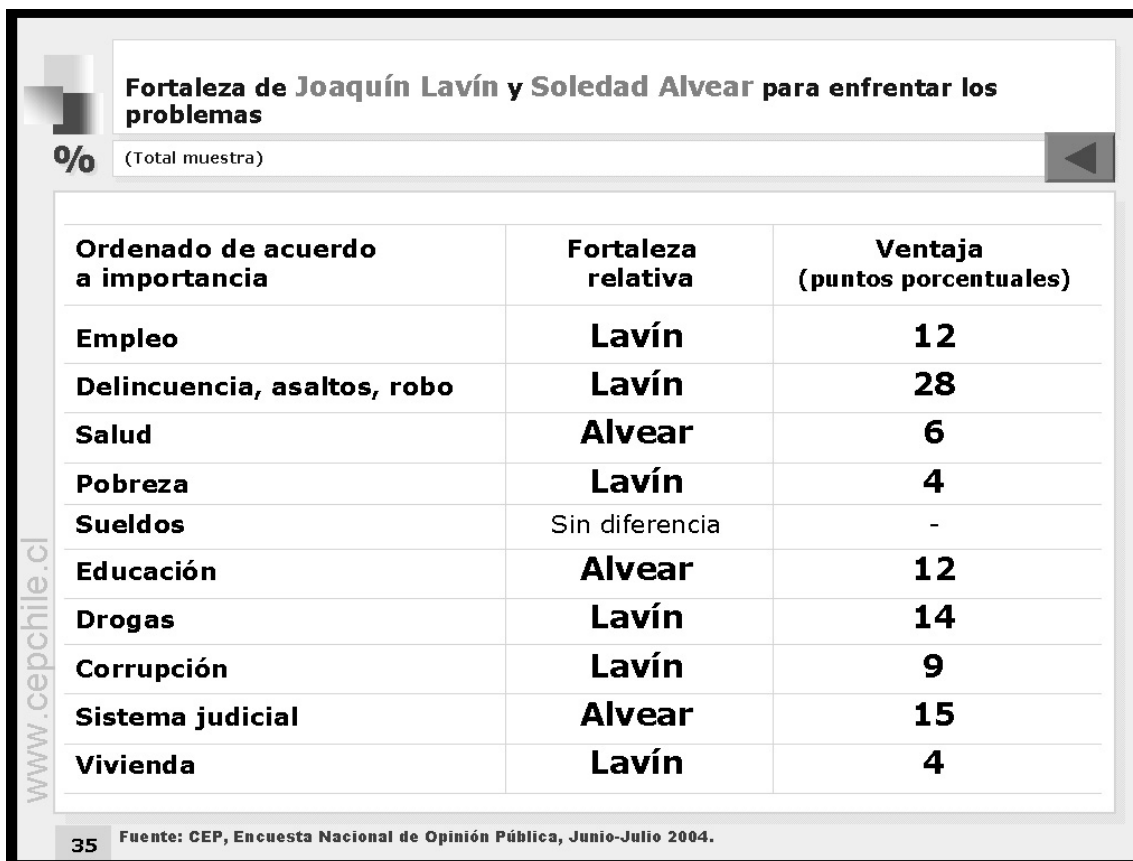 Fortaleza de Joaquín Lavín y Soledad Alvear para enfrentar los
problemas
%
(Total muestra)
Ordenado de acuerdo
a importancia
Fortaleza
relativa
Ventaja
(puntos porcentuales)
Empleo Lavín 12
Delincuencia, asaltos, robo Lavín 28
Salud Alvear 6
Pobreza Lavín 4
Sueldos Sin diferencia -
Educación Alvear 12
Drogas Lavín 14
Corrupción Lavín 9
Sistema judicial Alvear 15
Vivienda Lavín 4
www.cepchile.cl
35
Fuente: CEP, Encuesta Nacional de Opinión Pública, Junio-Julio 2004.